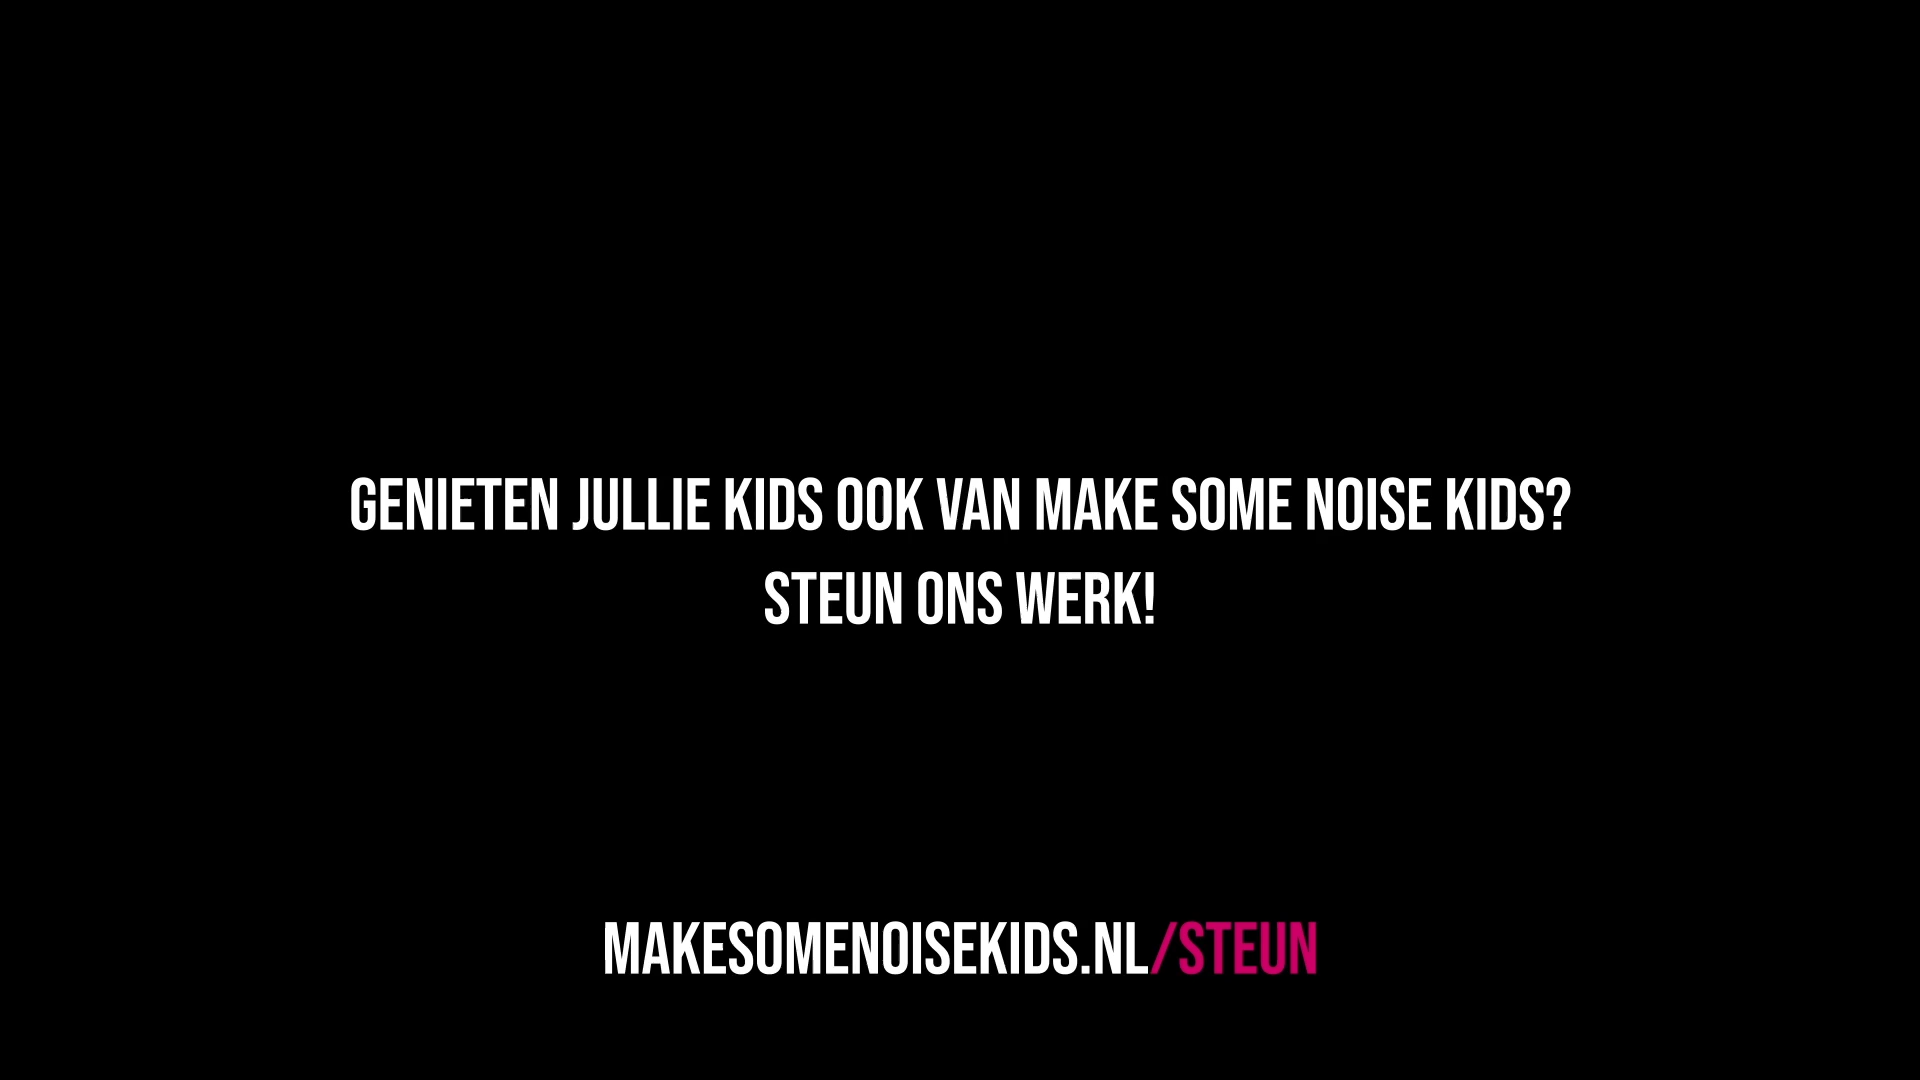 GENIETEN JULLIE KIDS OOK VAN MAKE SOME NOISE KIDS?
STEUN ONS WERK!
MAKESOMENOISEKIDS.NL/STEUN